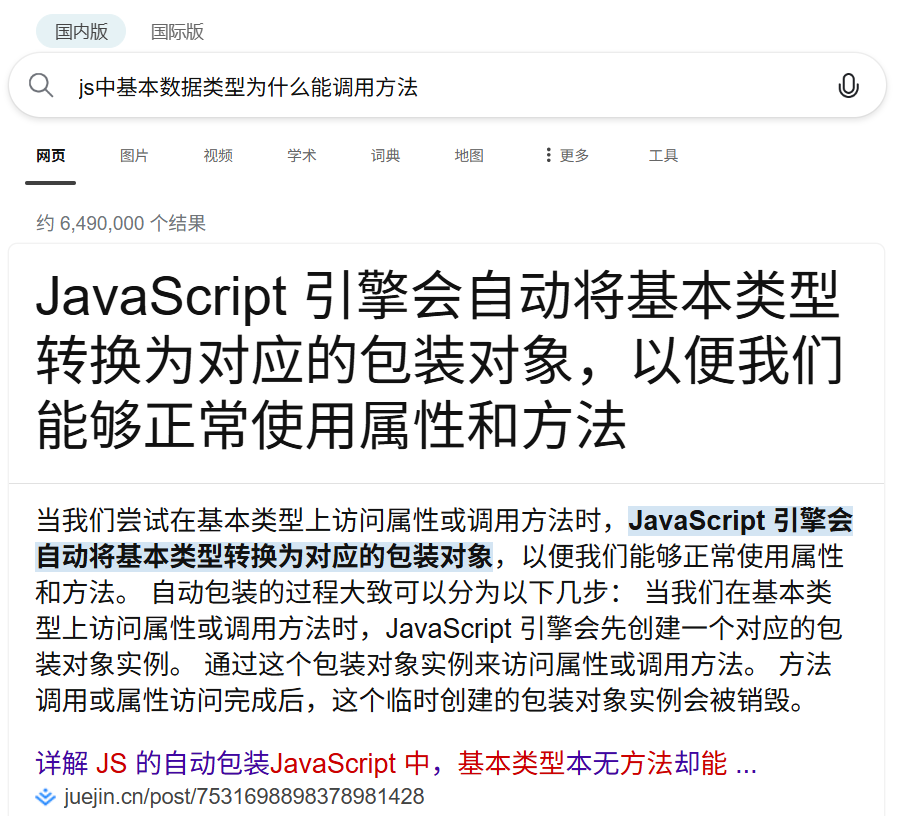 国内版 国际版
js中基本数据类型为什么能调用方法
网页 图片 视频 学术 词典 地图 更多 工具
约 6,490,000 个结果
JavaScript 引擎会自动将基本类型
转换为对应的包装对象，以便我们
能够正常使用属性和方法
当我们尝试在基本类型上访问属性或调用方法时，JavaScript 引擎会
自动将基本类型转换为对应的包装对象，以便我们能够正常使用属性
和方法。 自动包装的过程大致可以分为以下几步： 当我们在基本类
型上访问属性或调用方法时，JavaScript 引擎会先创建一个对应的包
装对象实例。 通过这个包装对象实例来访问属性或调用方法。 方法
调用或属性访问完成后，这个临时创建的包装对象实例会被销毁。
详解 JS 的自动包装JavaScript 中，基本类型本无方法却能 ...
juejin.cn/post/7531698898378981428